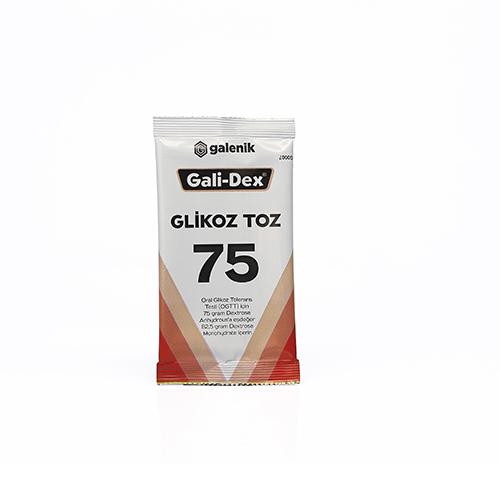 galenik
Gali-Dex®
GLİKOZ TOZ
75
Oral Glikoz Tolerans
Testi (OGTT) için
75 gram Dextrose
Anhydrous'a eşdeğer
82,5 gram Dextrose
Monohydrate içerir.